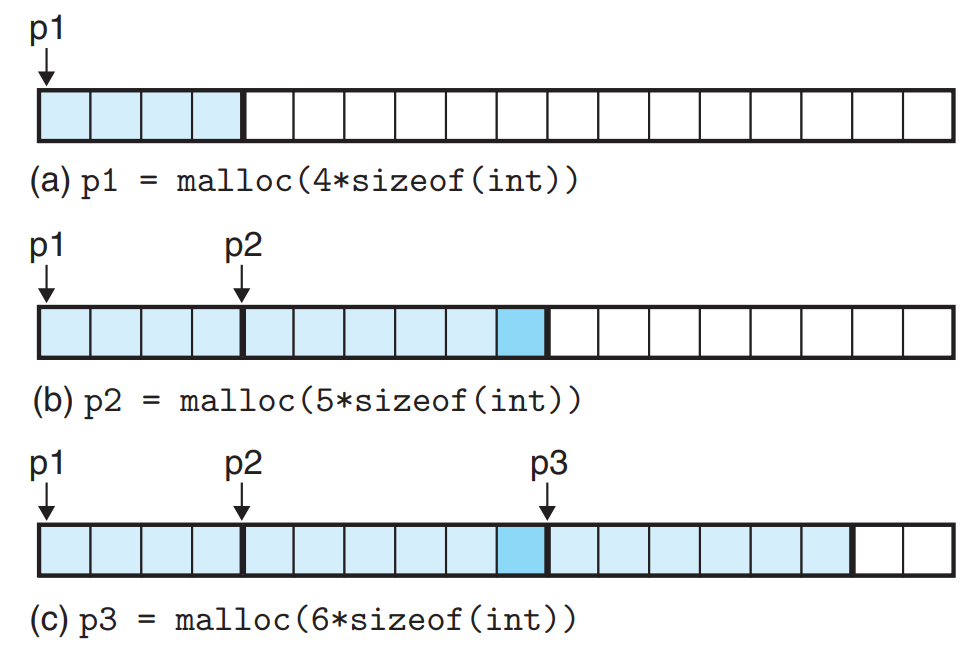 p1
(a) p1 = malloc(4*sizeof(int))
p1 p2
(b) p2 = malloc(5*sizeof(int))
p1 p2 p3
(c) p3 = malloc(6*sizeof(int))